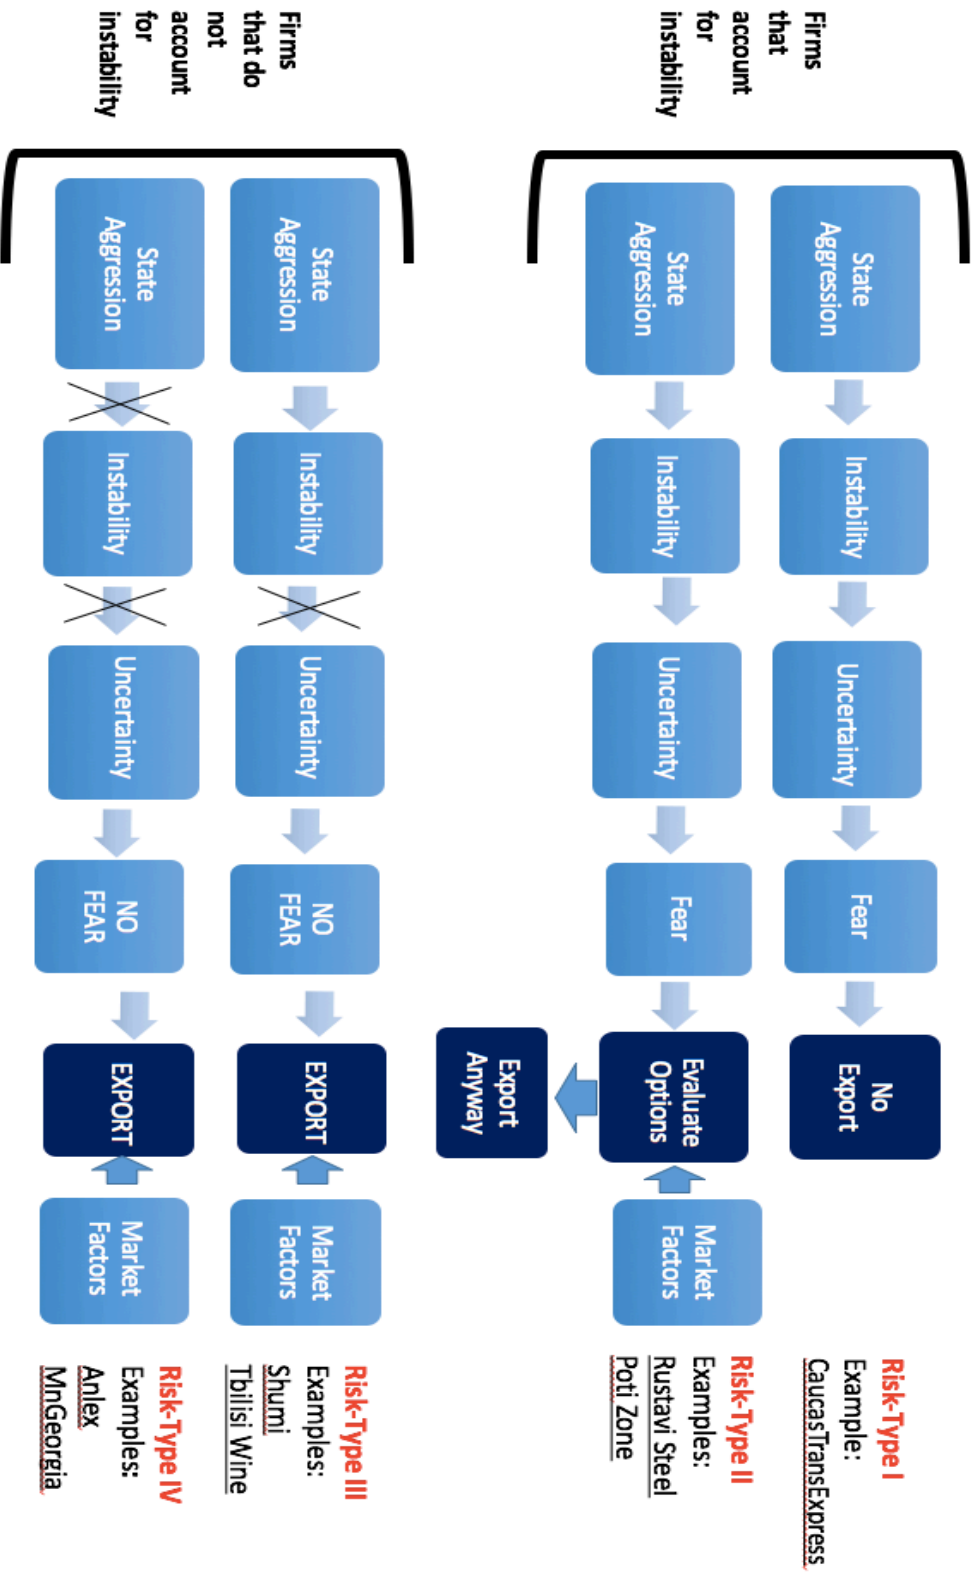 Firms
that
account
for
instability
State
Aggression
Instability
Uncertainty
Fear
No
Export
Risk-Type I
Example:
CaucasTransExpress
State
Aggression
Instability
Uncertainty
Fear
Evaluate
Options
Market
Factors
Export
Anyway
Risk-Type II
Examples:
Rustavi Steel
Poti Zone
Firms
that do
not
account
for
instability
State
Aggression
Instability
Uncertainty
NO
FEAR
EXPORT
Market
Factors
Risk-Type III
Examples:
Shumi
Tbilisi Wine
State
Aggression
Instability
Uncertainty
NO
FEAR
EXPORT
Market
Factors
Risk-Type IV
Examples:
Anlex
MnGeorgia